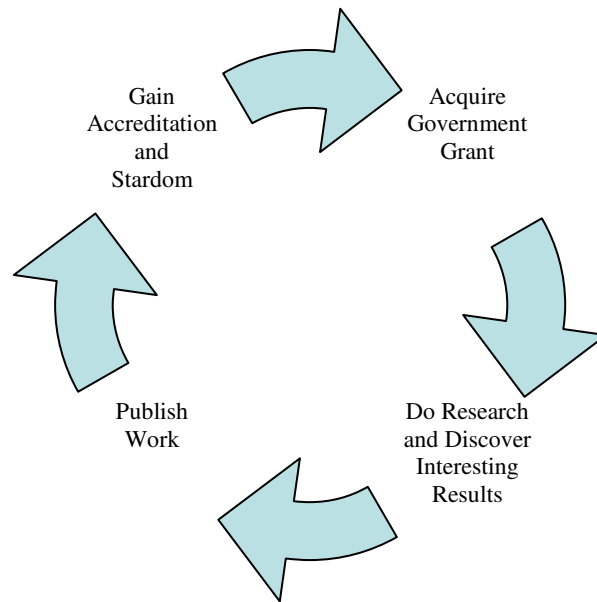 Gain
Accreditation
and
Stardom
Acquire
Government
Grant
Do Research
and Discover
Interesting
Results
Publish
Work